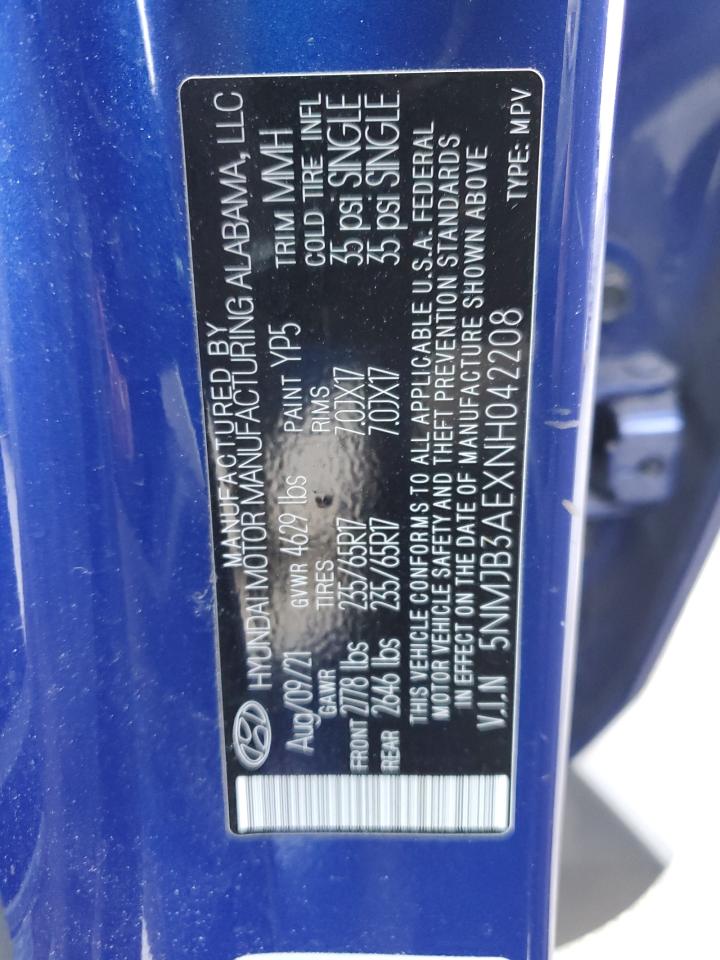 MANUFACTURED BY
HYUNDAI MOTOR MANUFACTURING ALABAMA, LLC
Aug/09/21 GVWR 4629 lbs PAINT YP5 TRIM MMH
GAWR TIRES RIMS COLD TIRE INFL
FRONT 2778 lbs 235/65R17 7.0JX17 35 psi SINGLE
REAR 2646 lbs 235/65R17 7.0JX17 35 psi SINGLE
THIS VEHICLE CONFORMS TO ALL APPLICABLE U.S.A. FEDERAL
MOTOR VEHICLE SAFETY AND THEFT PREVENTION STANDARDS
IN EFFECT ON THE DATE OF MANUFACTURE SHOWN ABOVE
V.I.N 5NMJB3AEXNH042208 TYPE: MPV